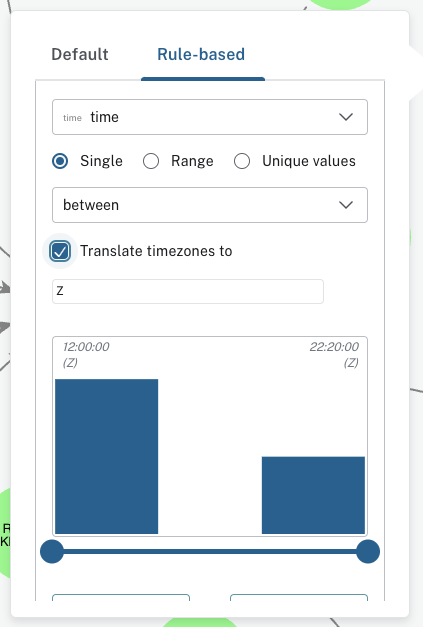 Default Rule-based
time time
Single Range Unique values
between
Translate timezones to
Z
12:00:00 22:20:00
(Z) (Z)
R
K